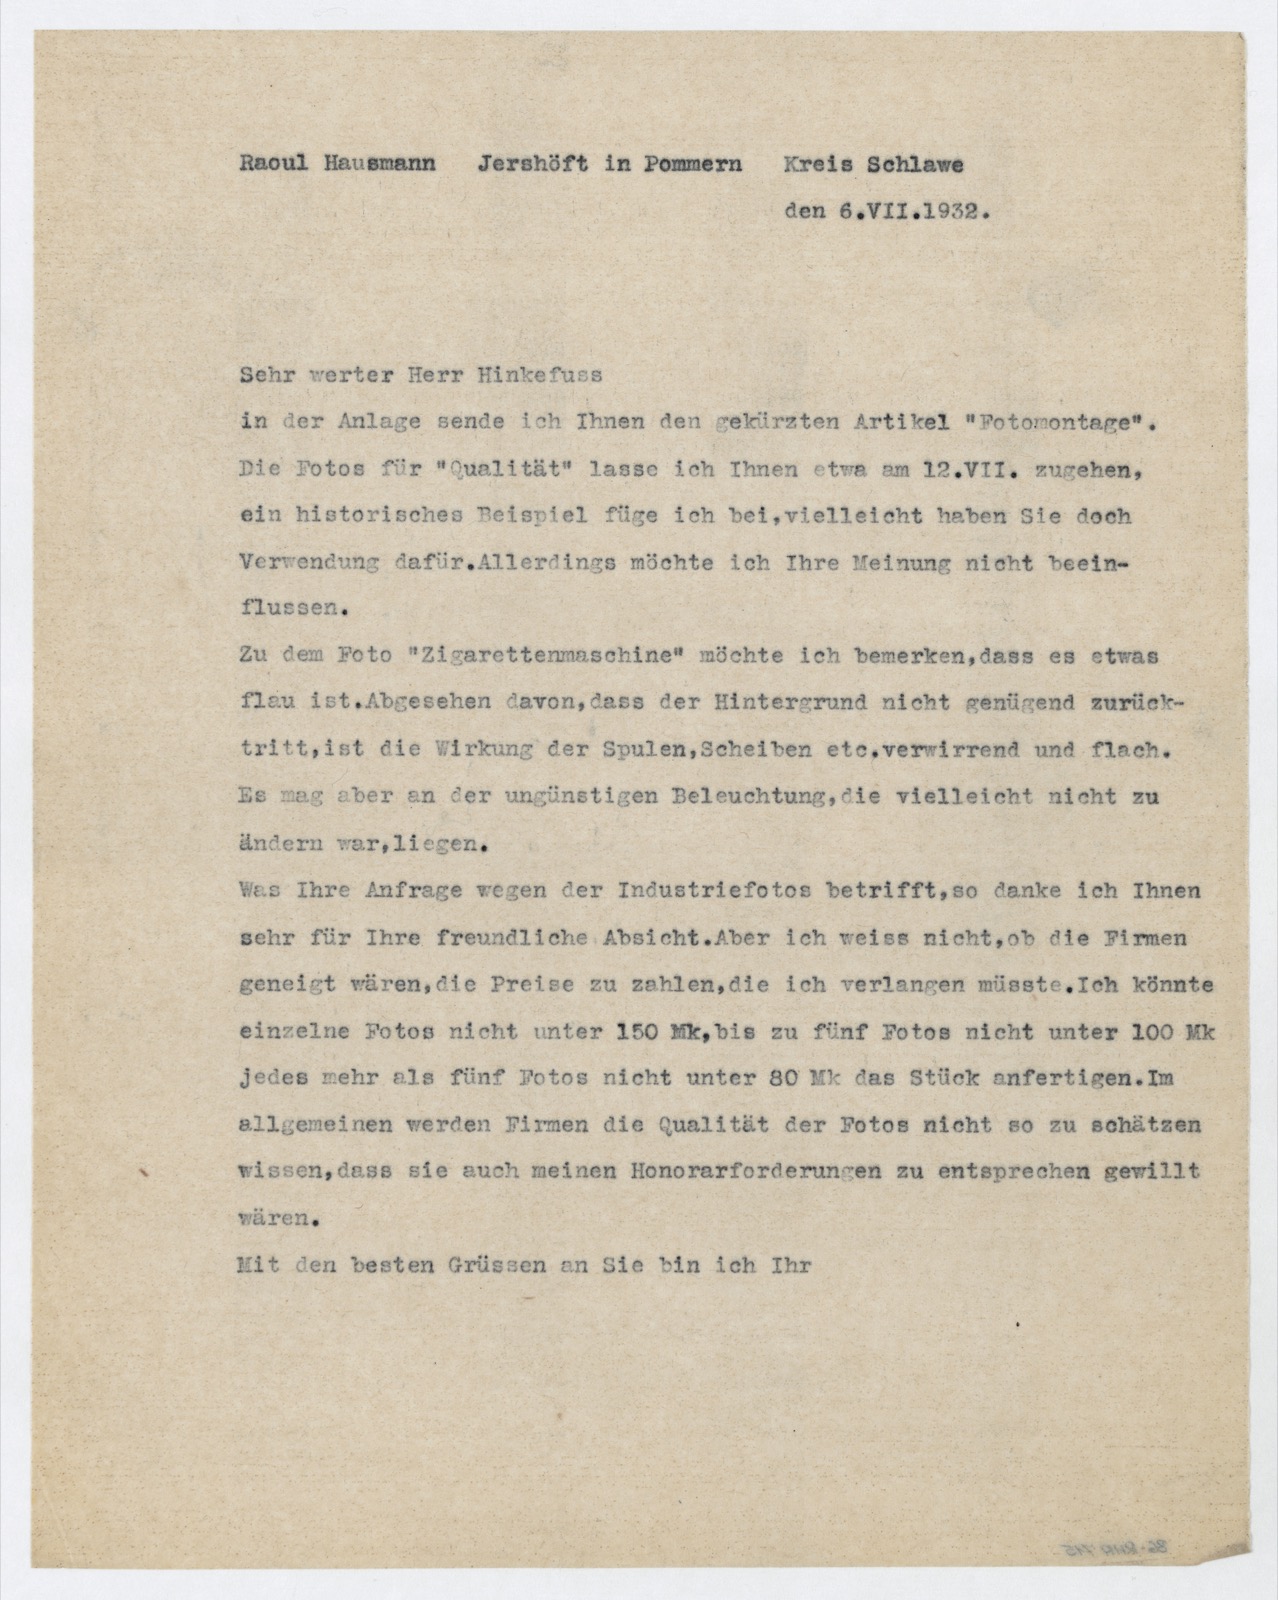 Raoul Hausmann   Jershöft in Pommern   Kreis Schlawe
den 6.VII.1932.
Sehr werter Herr Hinkefuss
in der Anlage sende ich Ihnen den gekürzten Artikel "Fotomontage".
Die Fotos für "Qualität" lasse ich Ihnen etwa am 12.VII. zugehen,
ein historisches Beispiel füge ich bei,vielleicht haben Sie doch
Verwendung dafür.Allerdings möchte ich Ihre Meinung nicht beein-
flussen.
Zu dem Foto "Zigarettenmaschine" möchte ich bemerken,dass es etwas
flau ist.Abgesehen davon,dass der Hintergrund nicht genügend zurück-
tritt,ist die Wirkung der Spulen,Scheiben etc.verwirrend und flach.
Es mag aber an der ungünstigen Beleuchtung,die vielleicht nicht zu
ändern war,liegen.
Was Ihre Anfrage wegen der Industriefotos betrifft,so danke ich Ihnen
sehr für Ihre freundliche Absicht.Aber ich weiss nicht,ob die Firmen
geneigt wären,die Preise zu zahlen,die ich verlangen müsste.Ich könnte
einzelne Fotos nicht unter 150 Mk,bis zu fünf Fotos nicht unter 100 Mk
jedes mehr als fünf Fotos nicht unter 80 Mk das Stück anfertigen.Im
allgemeinen werden Firmen die Qualität der Fotos nicht so zu schätzen
wissen,dass sie auch meinen Honorarforderungen zu entsprechen gewillt
wären.
Mit den besten Grüssen an Sie bin ich Ihr